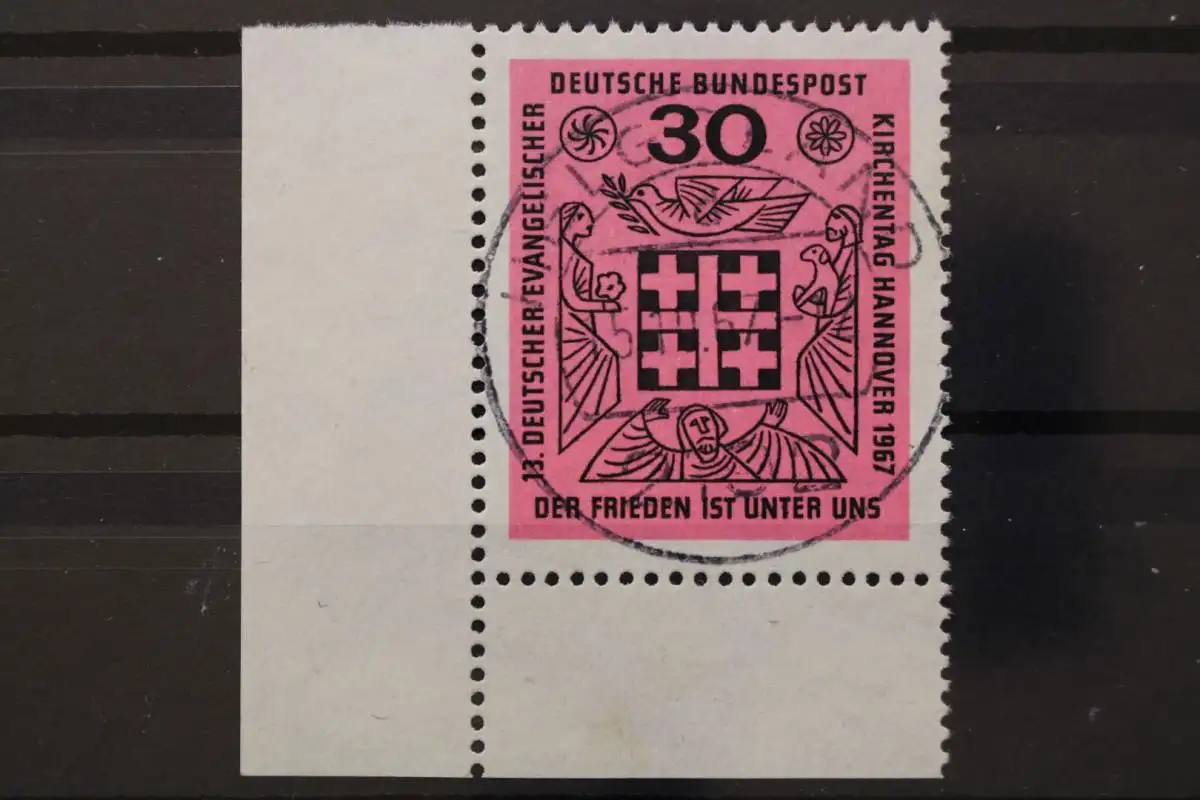 DEUTSCHE BUNDESPOST
30
13. DEUTSCHER EVANGELISCHER
KIRCHENTAG HANNOVER 1967
DER FRIEDEN IST UNTER UNS